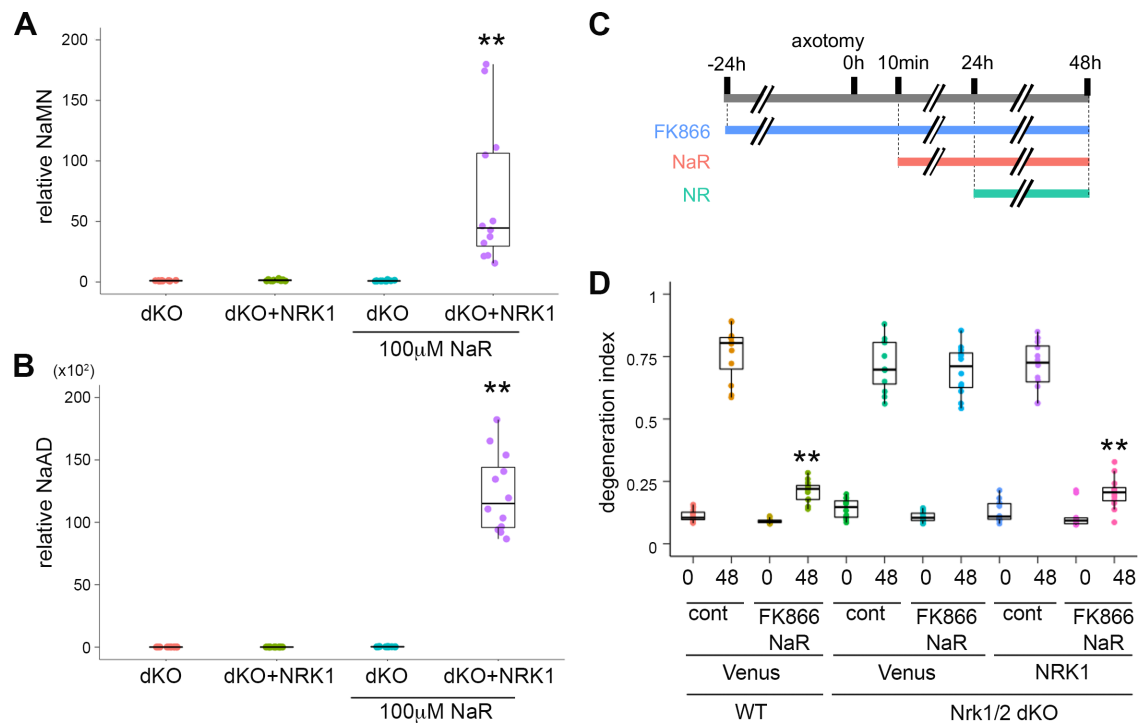 A
relative NaMN
200
150
100
50
0
**
dKO
dKO+NRK1
dKO
dKO+NRK1
100μM NaR
B
(x10²)
relative NaAD
200
150
100
50
0
**
dKO
dKO+NRK1
dKO
dKO+NRK1
100μM NaR
C
axotomy
-24h
0h
10min
24h
48h
FK866
NaR
NR
D
degeneration index
1
0.75
0.5
0.25
0
**
**
0 48 0 48 0 48 0 48 0 48 0 48
cont
FK866
NaR
cont
FK866
NaR
cont
FK866
NaR
Venus
Venus
NRK1
WT
Nrk1/2 dKO